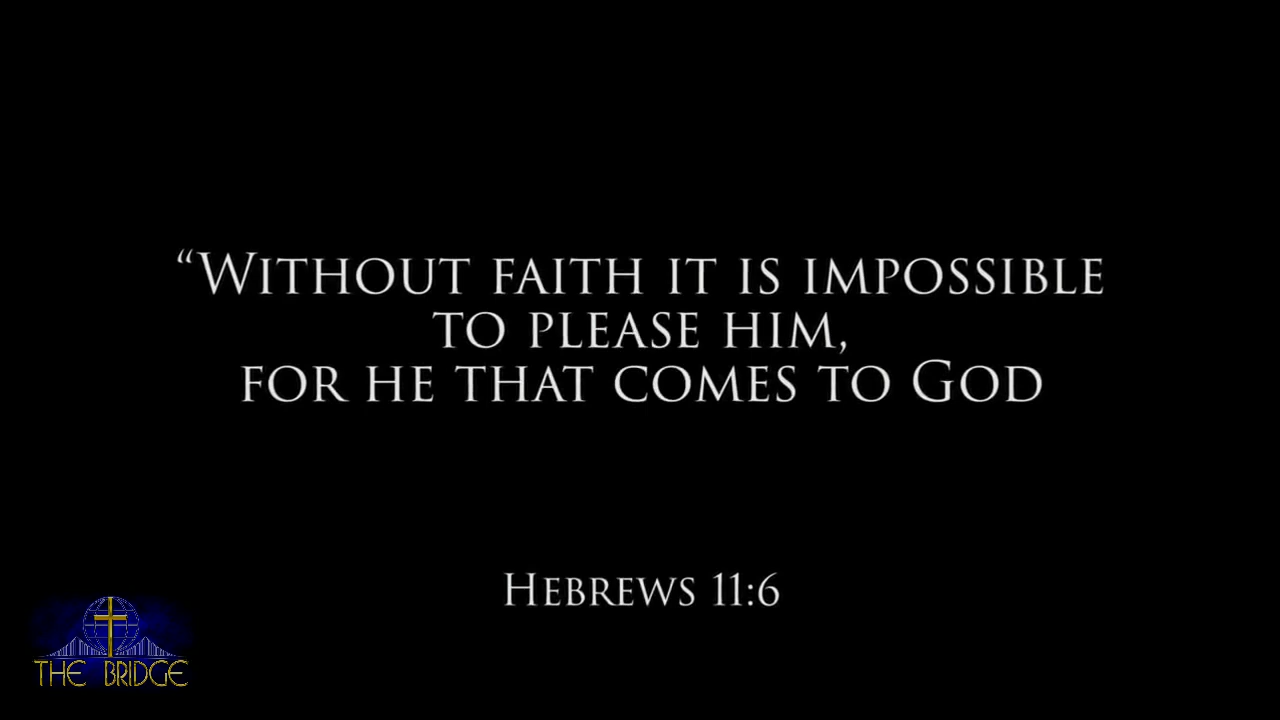 “Without faith it is impossible
to please him,
for he that comes to God
Hebrews 11:6
THE BRIDGE